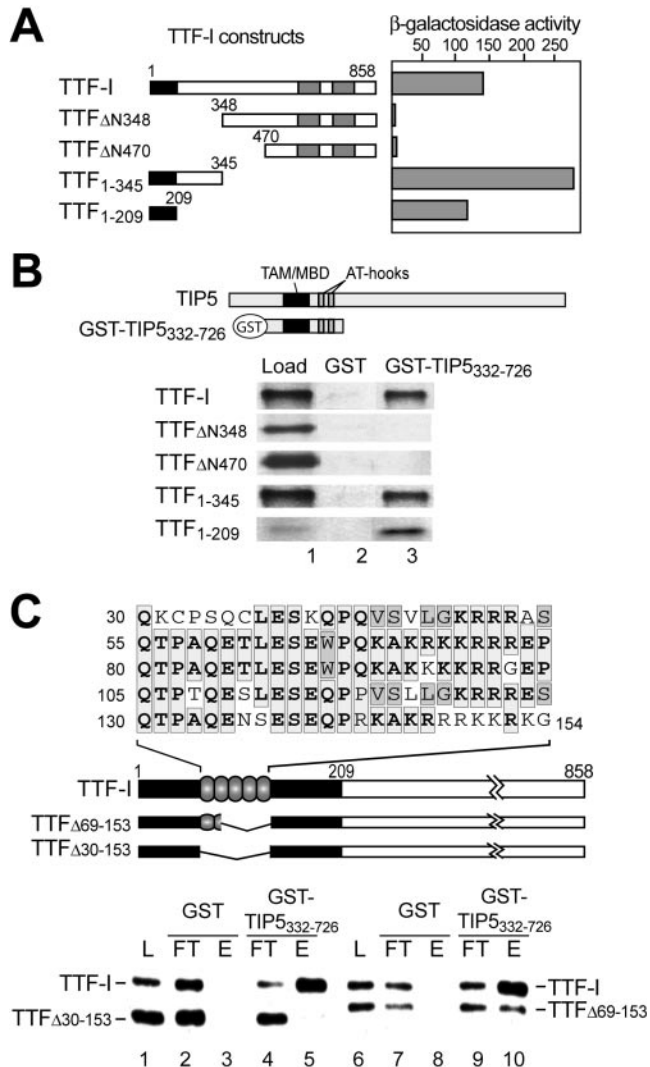 A
TTF-I constructs
β-galactosidase activity
50 100 150 200 250
1 858
TTF-I
348
TTFΔN348
470
TTFΔN470
345
TTF1-345
209
TTF1-209
B
TAM/MBD AT-hooks
TIP5
GST-TIP5332-726 GST
Load GST GST-TIP5332-726
TTF-I
TTFΔN348
TTFΔN470
TTF1-345
TTF1-209
1 2 3
C
30 QKCPSQCLESKQPQVSVLGKRRRAS
55 QTPAQETLESEWPQKAKRKKRRREP
80 QTPAQETLESEWPQKAKKKKRRGEP
105 QTPTQESLESEQPPVSLLGKRRRES
130 QTPAQENSESEQPRKAKRRRKKRKG 154
1 209 858
TTF-I
TTFΔ69-153
TTFΔ30-153
GST GST-TIP5332-726 GST GST-TIP5332-726
L FT E FT E L FT E FT E
TTF-I TTF-I
TTFΔ30-153 TTFΔ69-153
1 2 3 4 5 6 7 8 9 10